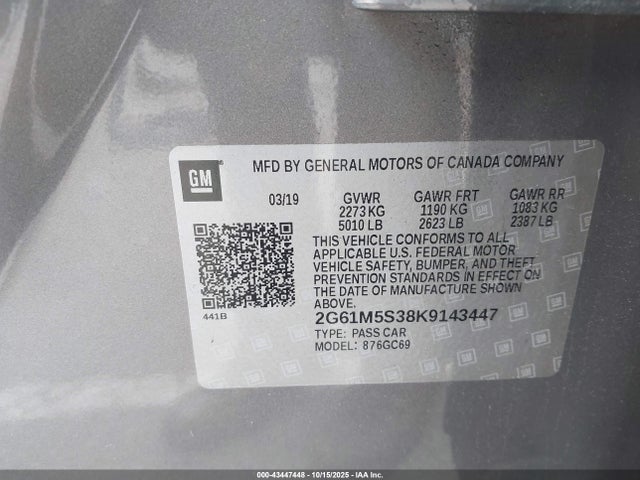 GM
MFD BY GENERAL MOTORS OF CANADA COMPANY
03/19 GVWR GAWR FRT GAWR RR
2273 KG 1190 KG 1083 KG
5010 LB 2623 LB 2387 LB
THIS VEHICLE CONFORMS TO ALL
APPLICABLE U.S. FEDERAL MOTOR
VEHICLE SAFETY, BUMPER, AND THEFT
PREVENTION STANDARDS IN EFFECT ON
THE DATE OF MANUFACTURE SHOWN
ABOVE.
441B 2G61M5S38K9143447
TYPE: PASS CAR
MODEL: 876GC69
000-43447448 - 10/15/2025 - IAA Inc.